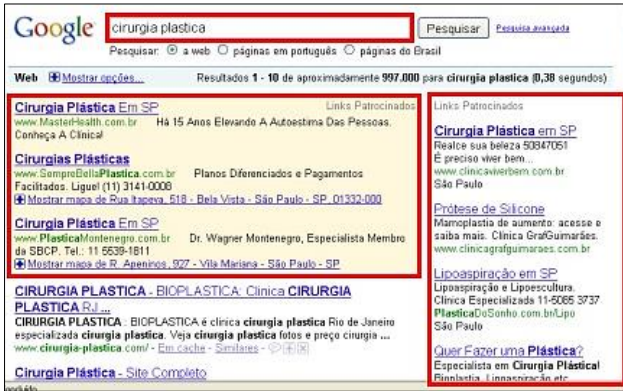 Google cirurgia plastica Pesquisar Pesquisa avançada
Pesquisar: a web páginas em português páginas do Brasil
Web Mostrar opções... Resultados 1 - 10 de aproximadamente 997.000 para cirurgia plastica (0,38 segundos)
Cirurgia Plástica Em SP Links Patrocinados
www.MasterHealth.com.br Há 15 Anos Elevando A Autoestima Das Pessoas.
Conheça A Clínica!
Cirurgias Plásticas
www.SempreBellaPlastica.com.br Planos Diferenciados e Pagamentos
Facilitados. Ligue! (11) 3141-0008
Mostrar mapa de Rua Itapeva, 518 - Bela Vista - São Paulo - SP, 01332-000
Cirurgia Plástica Em SP
www.PlasticaMontenegro.com.br Dr. Wagner Montenegro, Especialista Membro
da SBCP. Tel.: 11 5539-1811
Mostrar mapa de R. Apeninos, 927 - Vila Mariana - São Paulo - SP
CIRURGIA PLASTICA - BIOPLASTICA: Clinica CIRURGIA
PLASTICA RJ ...
CIRURGIA PLASTICA : BIOPLASTICA é clínica cirurgia plastica Rio de Janeiro
especializada cirurgia plastica. Veja cirurgia plastica fotos e preço cirurgia ...
www.cirurgia-plastica.com/ - Em cache - Similares -
Cirurgia Plástica - Site Completo
Links Patrocinados
Cirurgia Plástica em SP
Realce sua beleza 50847051
É preciso viver bem...
www.clinicaviverbem.com.br
São Paulo
Prótese de Silicone
Mamoplastia de aumento: acesse e
saiba mais. Clínica GrafGuimarães.
www.clinicagrafguimaraes.com.br
Lipoaspiração em SP
Lipoaspiração e Lipoescultura.
Clínica Especializada 11-5085 3737
PlasticaDoSonho.com.br/Lipo
São Paulo
Quer Fazer uma Plástica?
Especialista em Cirurgia Plástica!
Rinoplastia, Lipoaspiração etc